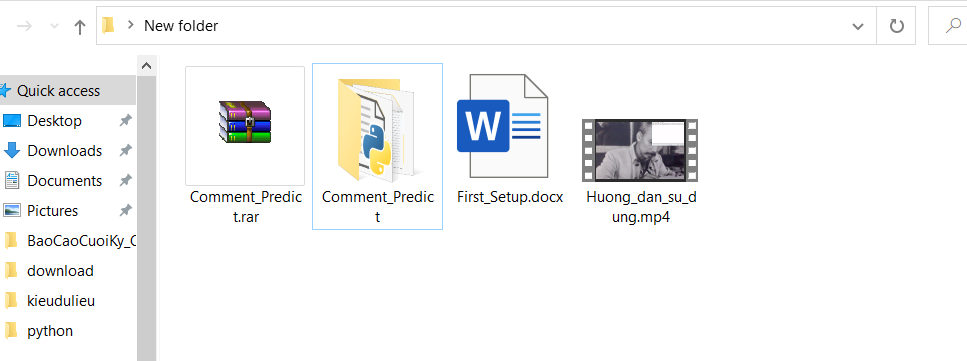 New folder
Quick access
Desktop
Downloads
Documents
Pictures
BaoCaoCuoiKy_C
download
kieudulieu
python
Comment_Predic
t.rar
Comment_Predic
t
W
First_Setup.docx
Huong_dan_su_d
ung.mp4